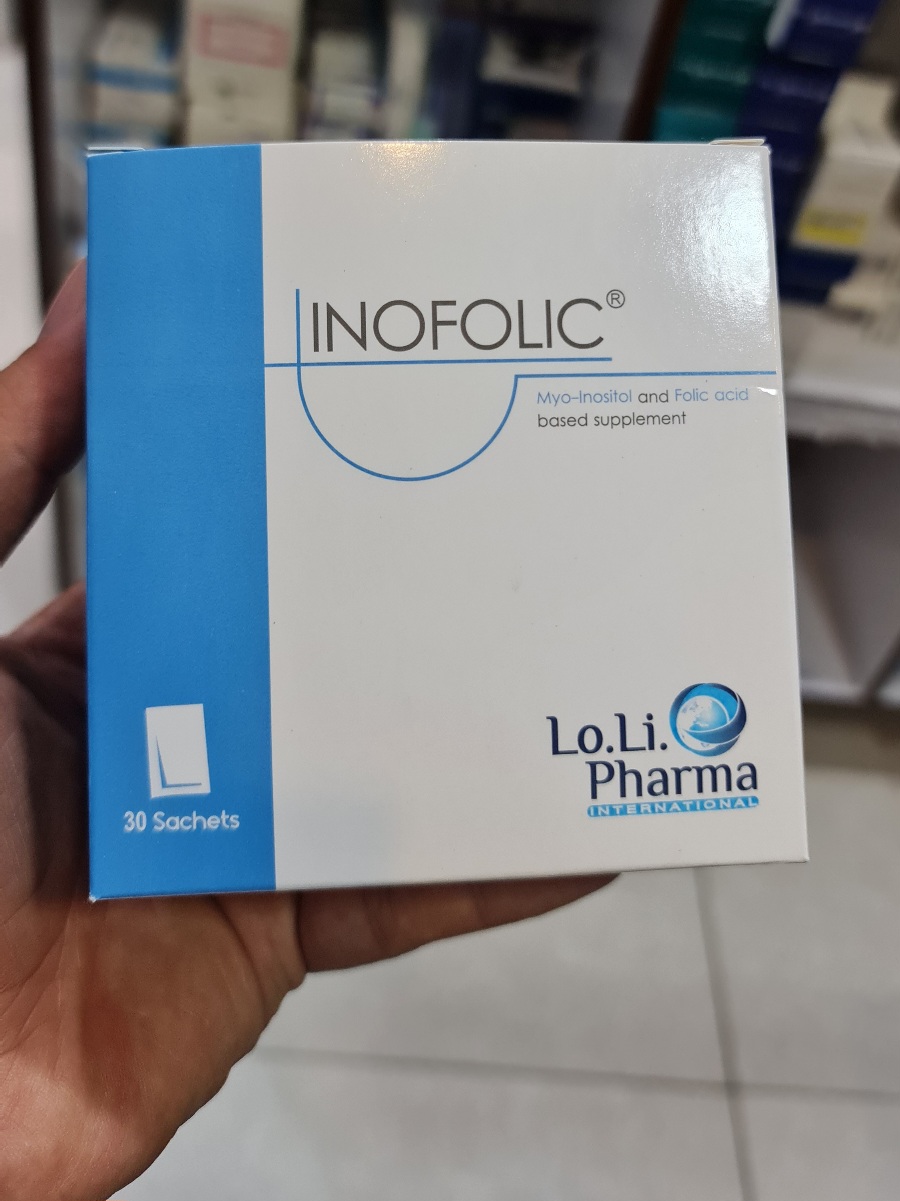 INOFOLIC®
Myo-Inositol and Folic acid
based supplement
Lo.Li.
Pharma
INTERNATIONAL
30 Sachets